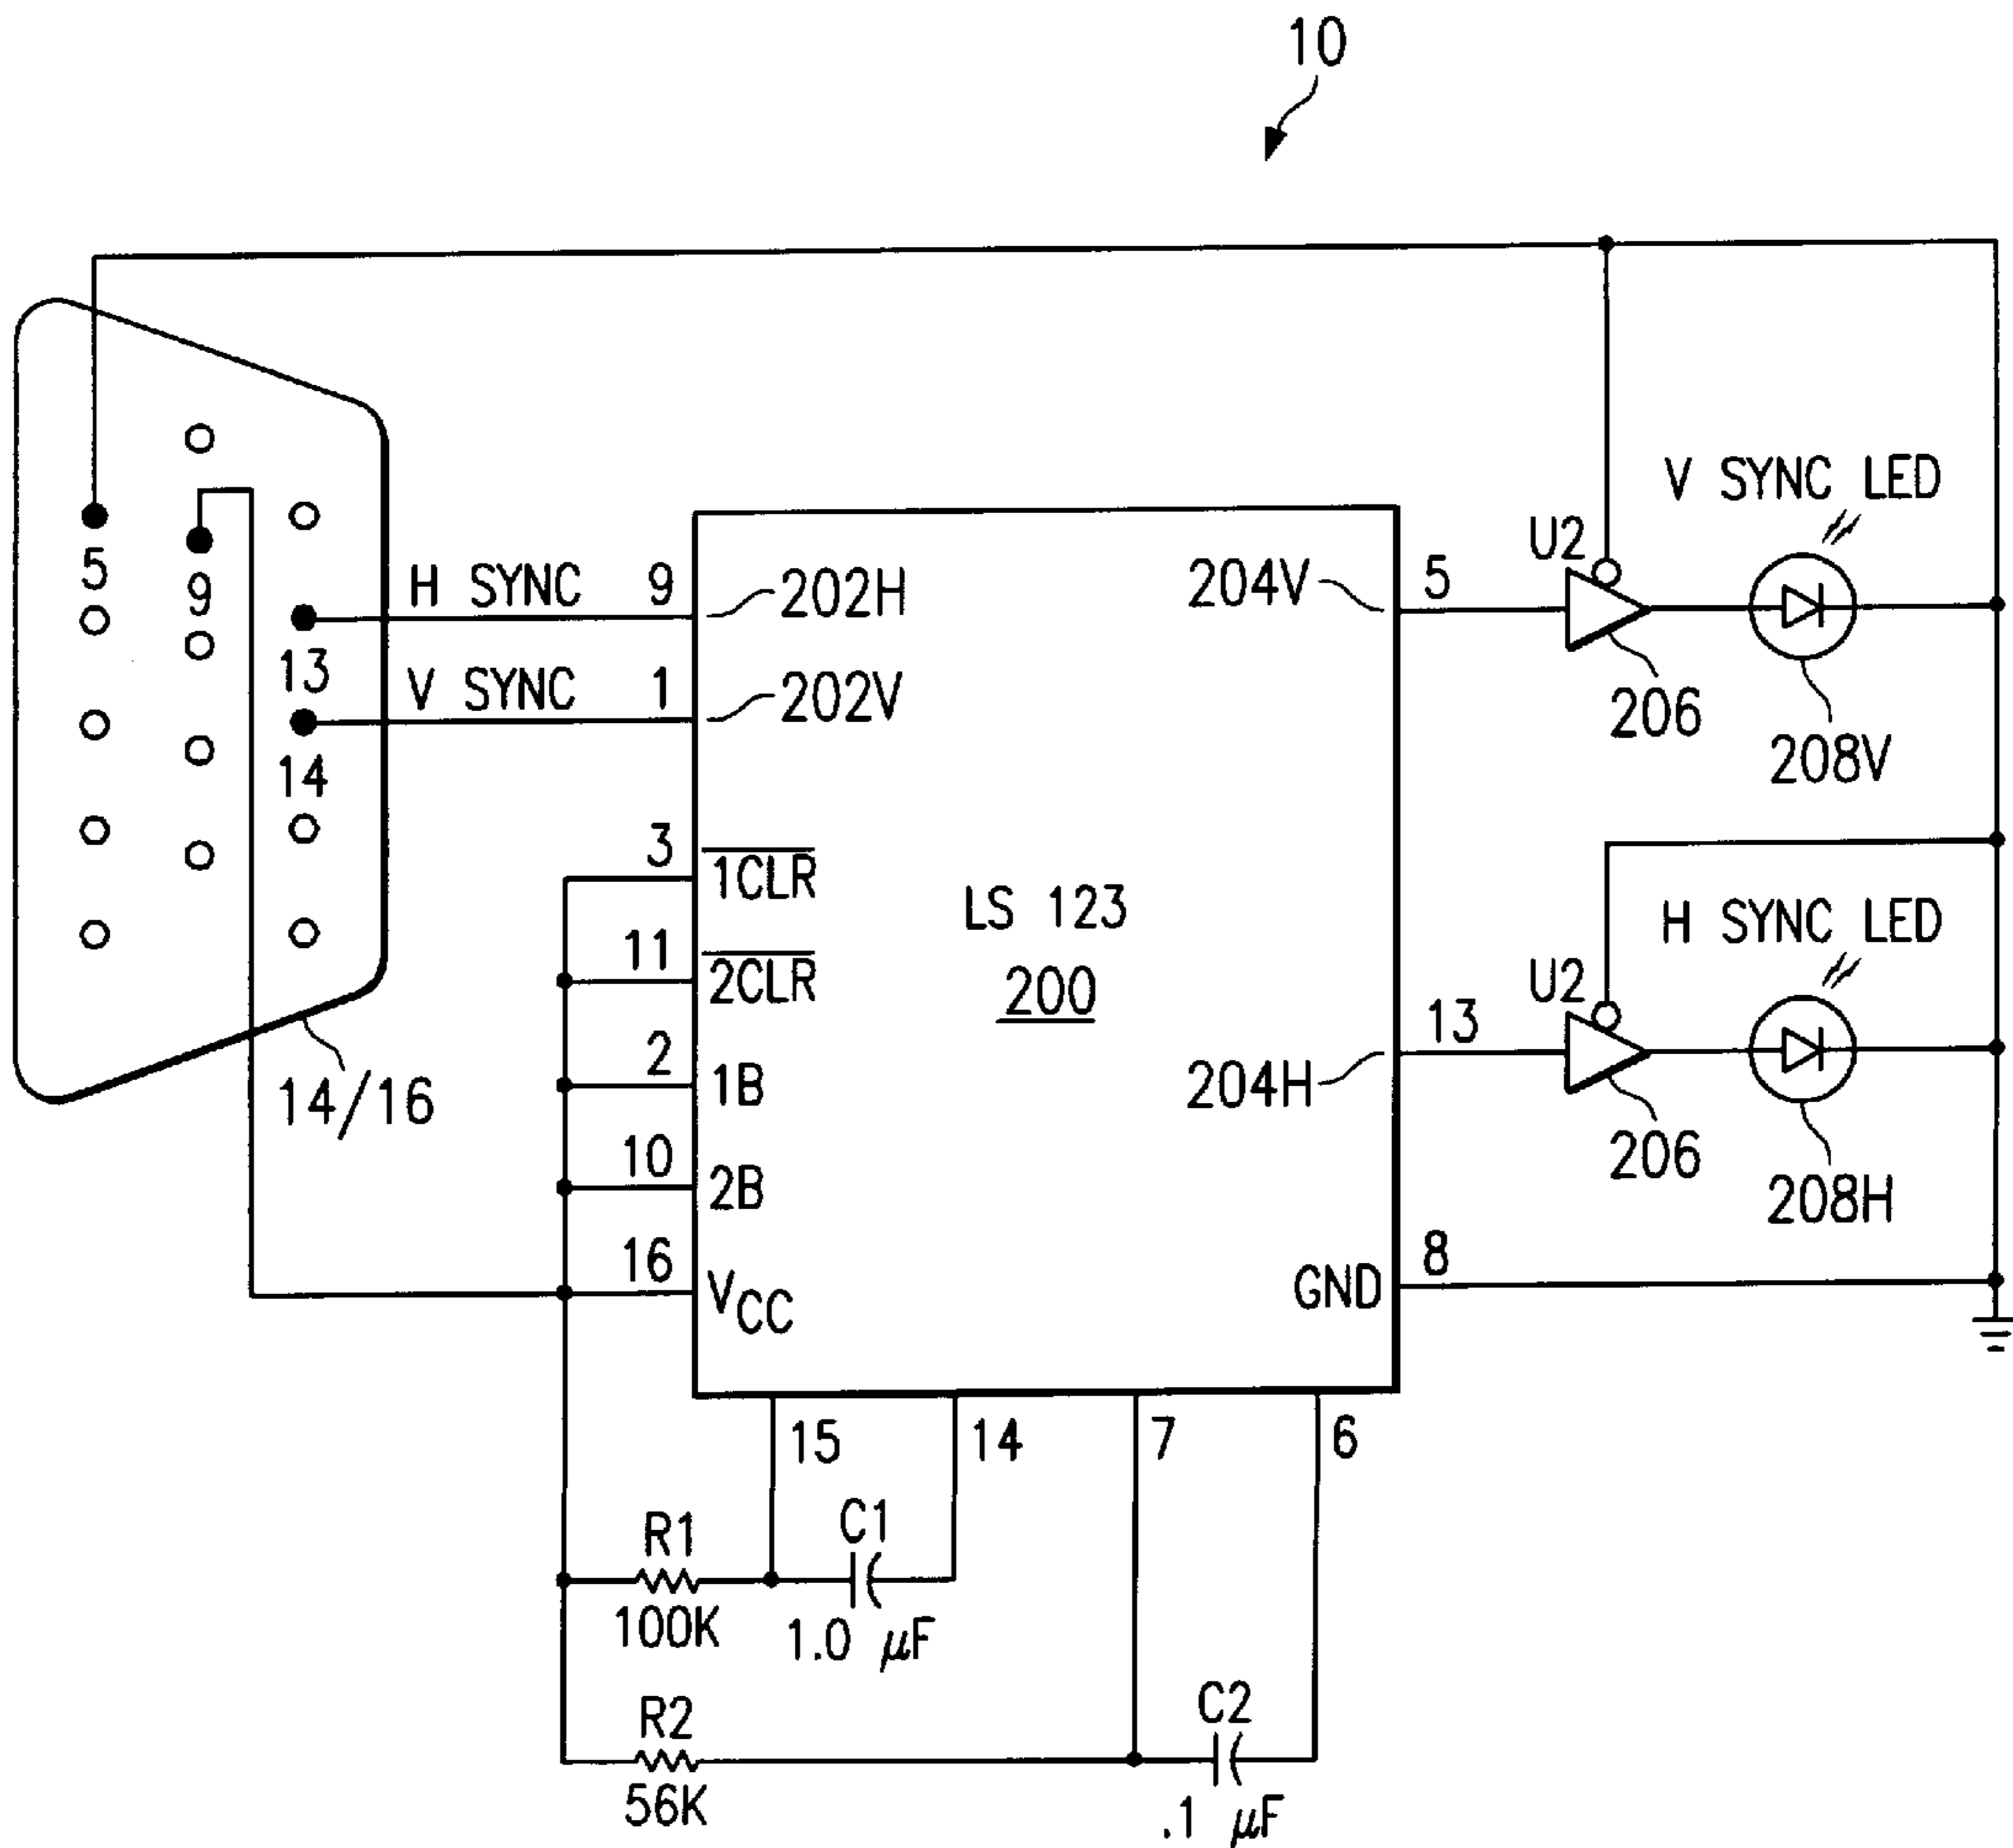 10
V SYNC LED
U2
5
9
H SYNC 9 202H
204V 5
13
V SYNC 1 202V
206
208V
14
3 1CLR
LS 123
200
H SYNC LED
11 2CLR
U2
2 1B
13
204H
14/16
206
208H
10 2B
16 VCC
GND 8
15
14
7
6
R1
C1
100K
1.0 µF
R2
C2
56K
.1 µF